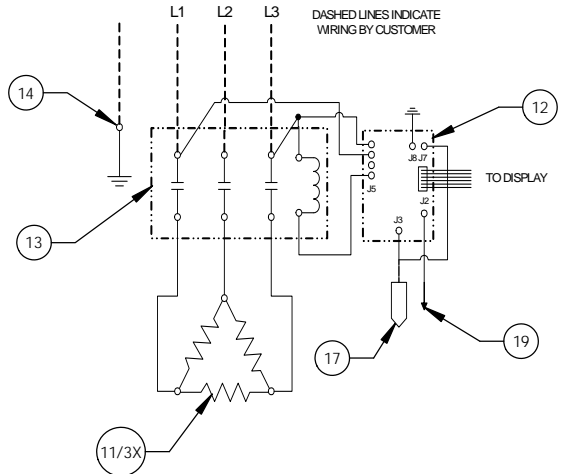 L1 L2 L3
DASHED LINES INDICATE
WIRING BY CUSTOMER
14
12
J8 J7
TO DISPLAY
J5
J2
J3
13
17
19
11/3X